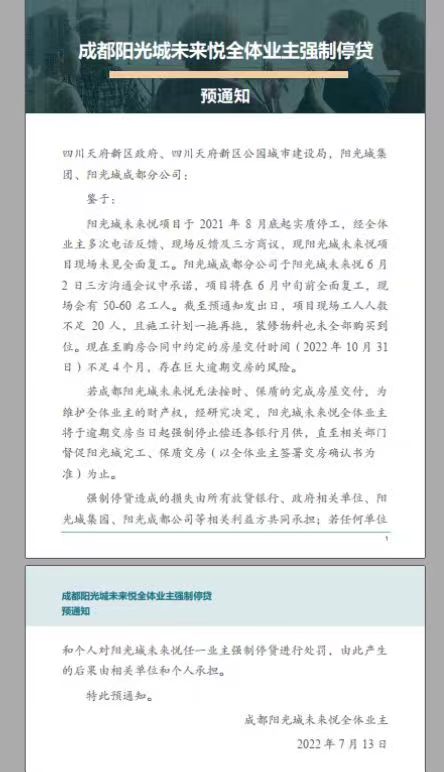 成都阳光城未来悦全体业主强制停贷
预通知
四川天府新区政府、四川天府新区公园城市建设局，阳光城集
团、阳光城成都分公司：
鉴于：
阳光城未来悦项目于 2021 年 8 月底起实质停工，经全体
业主多次电话反馈、现场反馈及三方商议，现阳光城未来悦项
目现场未见全面复工。阳光城成都分公司于阳光城未来悦 6 月
2 日三方沟通会议中承诺，项目将在 6 月中旬前全面复工，现
场会有 50-60 名工人。截至预通知发出日，项目现场工人人数
不足 20 人，且施工计划一拖再拖，装修物料也未全部购买到
位。现在至购房合同中约定的房屋交付时间（2022 年 10 月 31
日）不足 4 个月，存在巨大逾期交房的风险。
若成都阳光城未来悦无法按时、保质的完成房屋交付，为
维护全体业主的财产权，经研究决定，阳光城未来悦全体业主
将于逾期交房当日起强制停止偿还各银行月供，直至相关部门
督促阳光城完工、保质交房（以全体业主签署交房确认书为
准）为止。
强制停贷造成的损失由所有放贷银行、政府相关单位、阳
光城集团、阳光成都公司等相关利益方共同承担；若任何单位
1
成都阳光城未来悦全体业主强制停贷
预通知
和个人对阳光城未来悦任一业主强制停贷进行处罚，由此产生
的后果由相关单位和个人承担。
特此预通知。
成都阳光城未来悦全体业主
2022 年 7 月 13 日